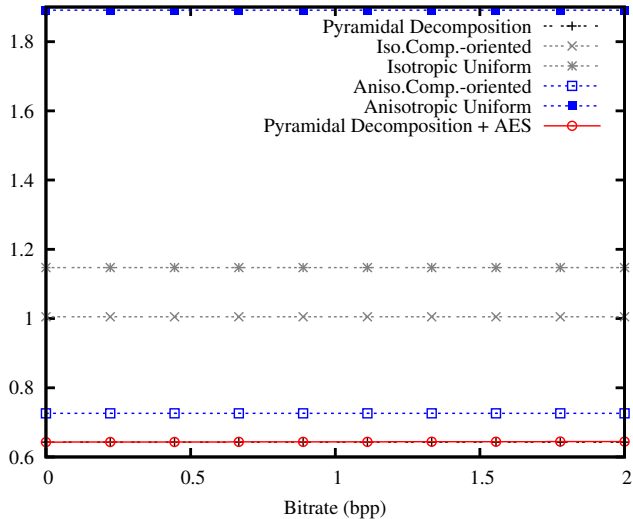 1.8
1.6
1.4
1.2
1
0.8
0.6
Pyramidal Decomposition
Iso.Comp.-oriented
Isotropic Uniform
Aniso.Comp.-oriented
Anisotropic Uniform
Pyramidal Decomposition + AES
0 0.5 1 1.5 2
Bitrate (bpp)